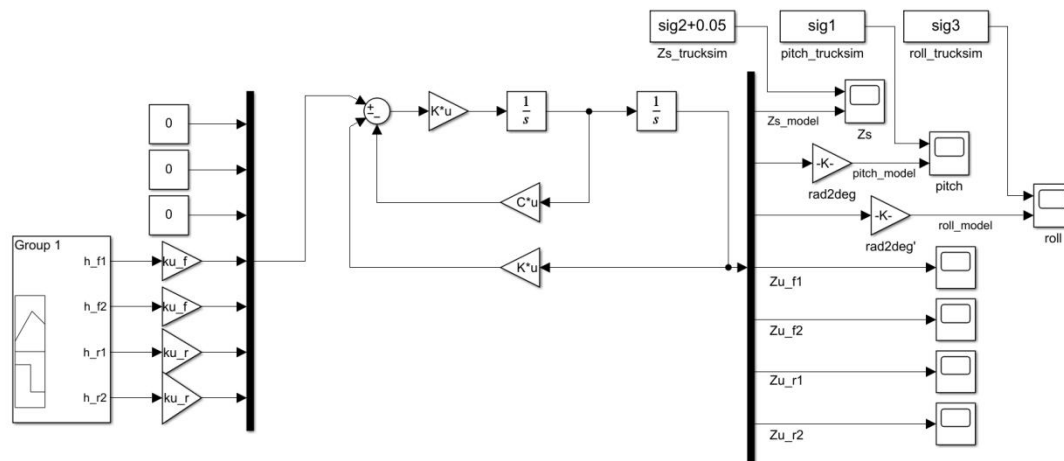 sig2+0.05
Zs_trucksim
sig1
pitch_trucksim
sig3
roll_trucksim
0
0
0
Group 1
h_f1
h_f2
h_r1
h_r2
ku_f
ku_f
ku_r
ku_r
+
−
−
K*u
1
s
1
s
C*u
K*u
Zs_model
Zs
-K-
rad2deg
pitch_model
pitch
-K-
rad2deg'
roll_model
roll
Zu_f1
Zu_f2
Zu_r1
Zu_r2